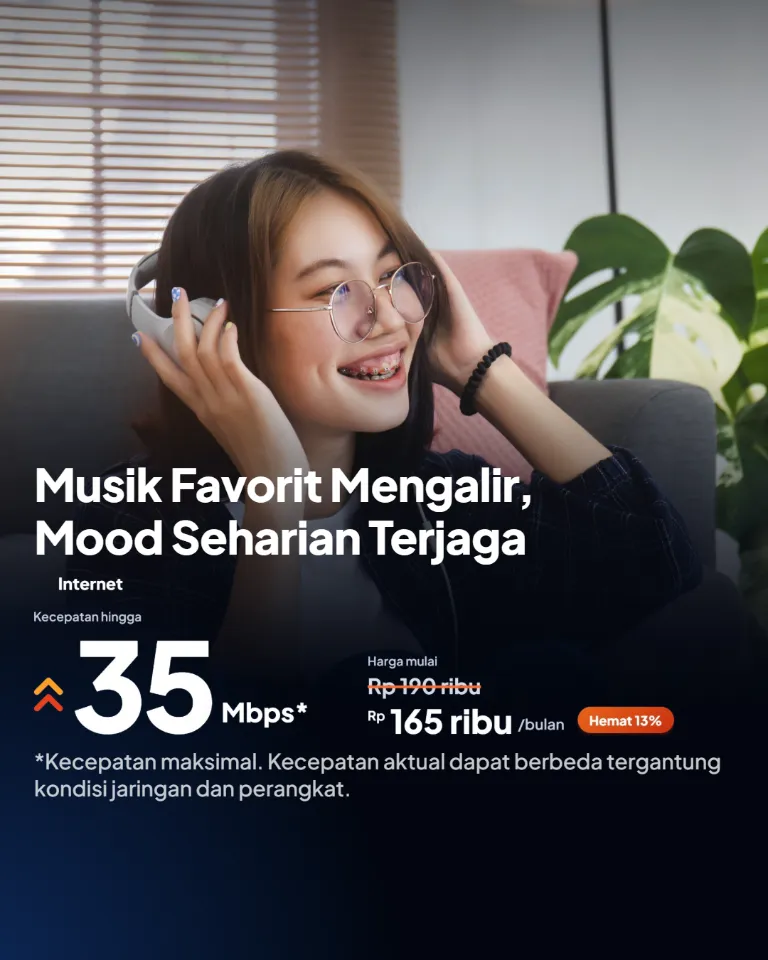 Musik Favorit Mengalir,
Mood Seharian Terjaga
Internet
Kecepatan hingga
35 Mbps*
Harga mulai
Rp 190 ribu
Rp 165 ribu /bulan
Hemat 13%
*Kecepatan maksimal. Kecepatan aktual dapat berbeda tergantung
kondisi jaringan dan perangkat.